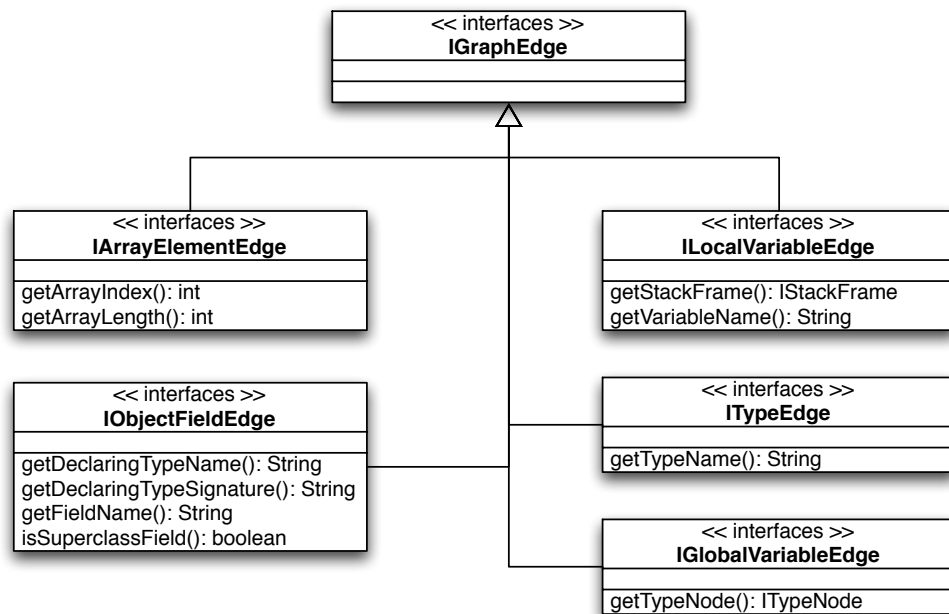 << interfaces >>
IGraphEdge
<< interfaces >>
IArrayElementEdge
getArrayIndex(): int
getArrayLength(): int
<< interfaces >>
ILocalVariableEdge
getStackFrame(): IStackFrame
getVariableName(): String
<< interfaces >>
IObjectFieldEdge
getDeclaringTypeName(): String
getDeclaringTypeSignature(): String
getFieldName(): String
isSuperclassField(): boolean
<< interfaces >>
ITypeEdge
getTypeName(): String
<< interfaces >>
IGlobalVariableEdge
getTypeNode(): ITypeNode